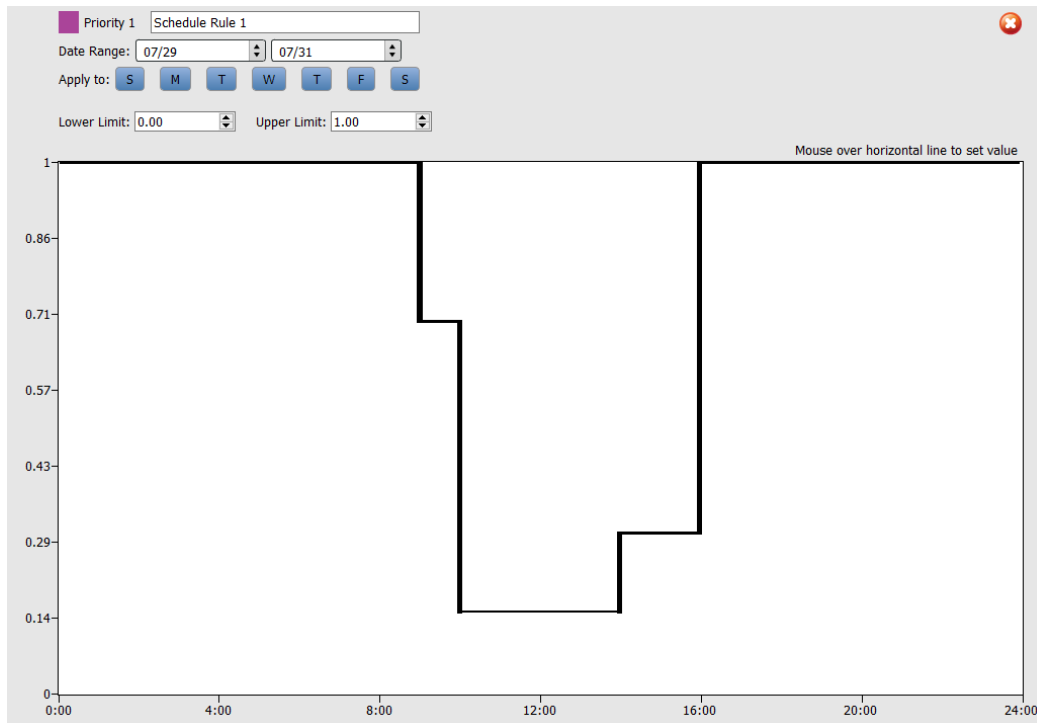 Priority 1 Schedule Rule 1
Date Range: 07/29 07/31
Apply to: S M T W T F S
Lower Limit: 0.00 Upper Limit: 1.00
Mouse over horizontal line to set value
1
0.86
0.71
0.57
0.43
0.29
0.14
0
0:00 4:00 8:00 12:00 16:00 20:00 24:00